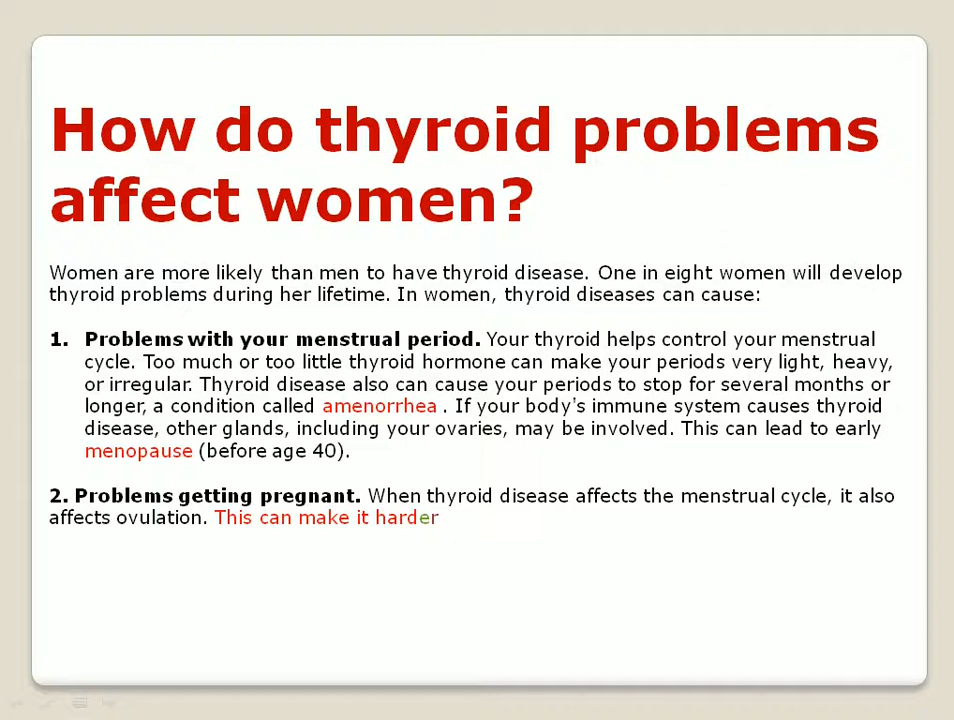 How do thyroid problems
affect women?
Women are more likely than men to have thyroid disease. One in eight women will develop
thyroid problems during her lifetime. In women, thyroid diseases can cause:
1. Problems with your menstrual period. Your thyroid helps control your menstrual
cycle. Too much or too little thyroid hormone can make your periods very light, heavy,
or irregular. Thyroid disease also can cause your periods to stop for several months or
longer, a condition called amenorrhea . If your body's immune system causes thyroid
disease, other glands, including your ovaries, may be involved. This can lead to early
menopause (before age 40).
2. Problems getting pregnant. When thyroid disease affects the menstrual cycle, it also
affects ovulation. This can make it harder